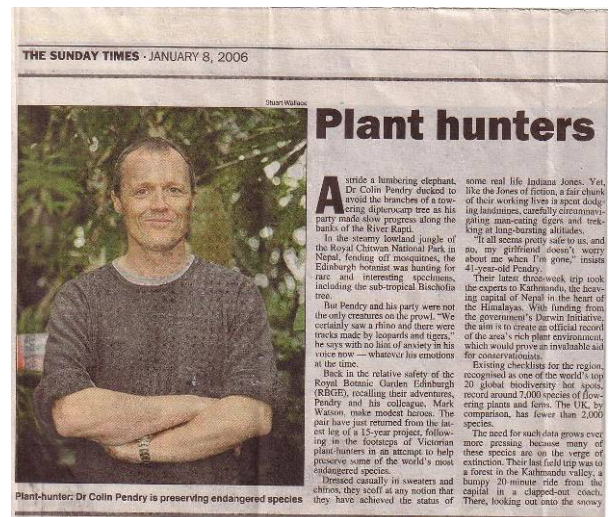 THE SUNDAY TIMES · JANUARY 8, 2006
Stuart Wallace
Plant hunters
Astride a lumbering elephant,
Dr Colin Pendry ducked to
avoid the branches of a tow-
ering dipterocarp tree as his
party made slow progress along the
banks of the River Rapti.
In the steamy lowland jungle of
the Royal Chitwan National Park in
Nepal, fending off mosquitoes, the
Edinburgh botanist was hunting for
rare and interesting specimens,
including the sub-tropical Bischofia
tree.
But Pendry and his party were not
the only creatures on the prowl. "We
certainly saw a rhino and there were
tracks made by leopards and tigers,"
he says with no hint of anxiety in his
voice now — whatever his emotions
at the time.
Back in the relative safety of the
Royal Botanic Garden Edinburgh
(RBGE), recalling their adventures,
Pendry and his colleague, Mark
Watson, make modest heroes. The
pair have just returned from the lat-
est leg of a 15-year project, follow-
ing in the footsteps of Victorian
plant-hunters in an attempt to help
preserve some of the world's most
endangered species.
Dressed casually in sweaters and
chinos, they scoff at any notion that
they have achieved the status of
some real life Indiana Jones. Yet,
like the Jones of fiction, a fair chunk
of their working lives is spent dodg-
ing landmines, carefully circumnavi-
gating man-eating tigers and trek-
king at lung-bursting altitudes.
"It all seems pretty safe to us, and
no, my girlfriend doesn't worry
about me when I'm gone," insists
41-year-old Pendry.
Their latest three-week trip took
the experts to Kathmandu, the heav-
ing capital of Nepal in the heart of
the Himalayas. With funding from
the government's Darwin Initiative,
the aim is to create an official record
of the area's rich plant environment,
which would prove an invaluable aid
for conservationists.
Existing checklists for the region,
recognised as one of the world's top
20 global biodiversity hot spots,
record around 7,000 species of flow-
ering plants and ferns. The UK, by
comparison, has fewer than 2,000
species.
The need for such data grows ever
more pressing because many of
these species are on the verge of
extinction. Their last field trip was to
a forest in the Kathmandu valley, a
bumpy 20-minute ride from the
capital in a clapped-out coach.
There, looking out onto the snowy
Plant-hunter: Dr Colin Pendry is preserving endangered species